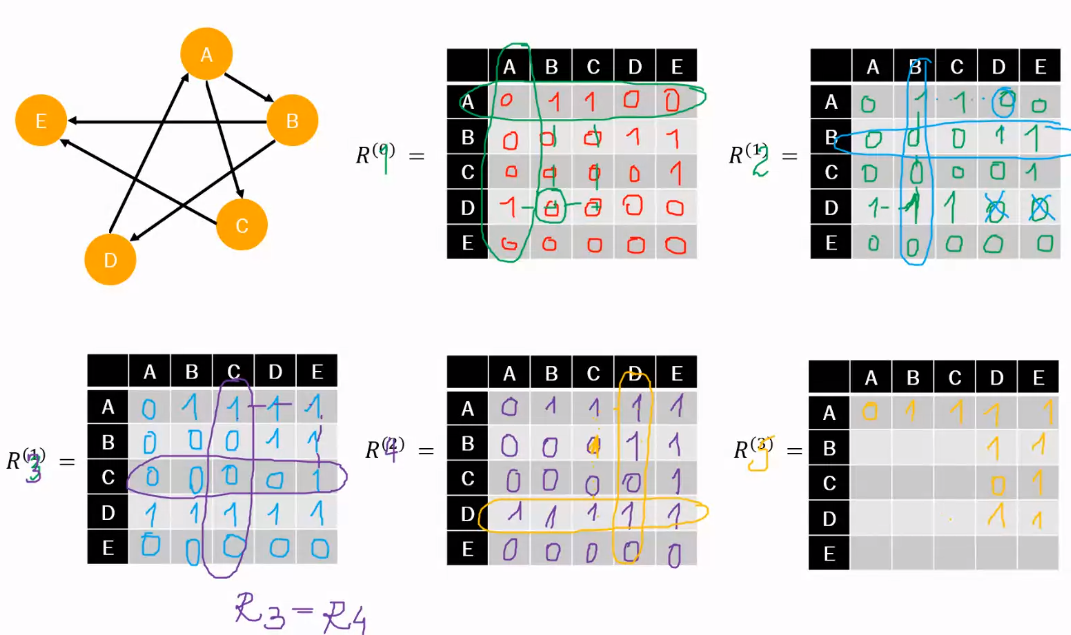 A
E
B
C
D
R(0) 1 =
A B C D E
A 0 1 1 0 0
B 0 0 0 1 1
C 0 0 0 0 1
D 1 0 0 0 0
E 0 0 0 0 0
R(1) 2 =
A B C D E
A 0 1 1 0 0
B 0 0 0 1 1
C 0 0 0 0 1
D 1 1 1 0 0
E 0 0 0 0 0
R(1) 3 =
A B C D E
A 0 1 1 1 1
B 0 0 0 1 1
C 0 0 0 0 1
D 1 1 1 1 1
E 0 0 0 0 0
R 4 =
A B C D E
A 0 1 1 1 1
B 0 0 0 1 1
C 0 0 0 0 1
D 1 1 1 1 1
E 0 0 0 0 0
R(3) 5 =
A B C D E
A 0 1 1 1 1
B 1 1
C 0 1
D 1 1
E
R3 = R4